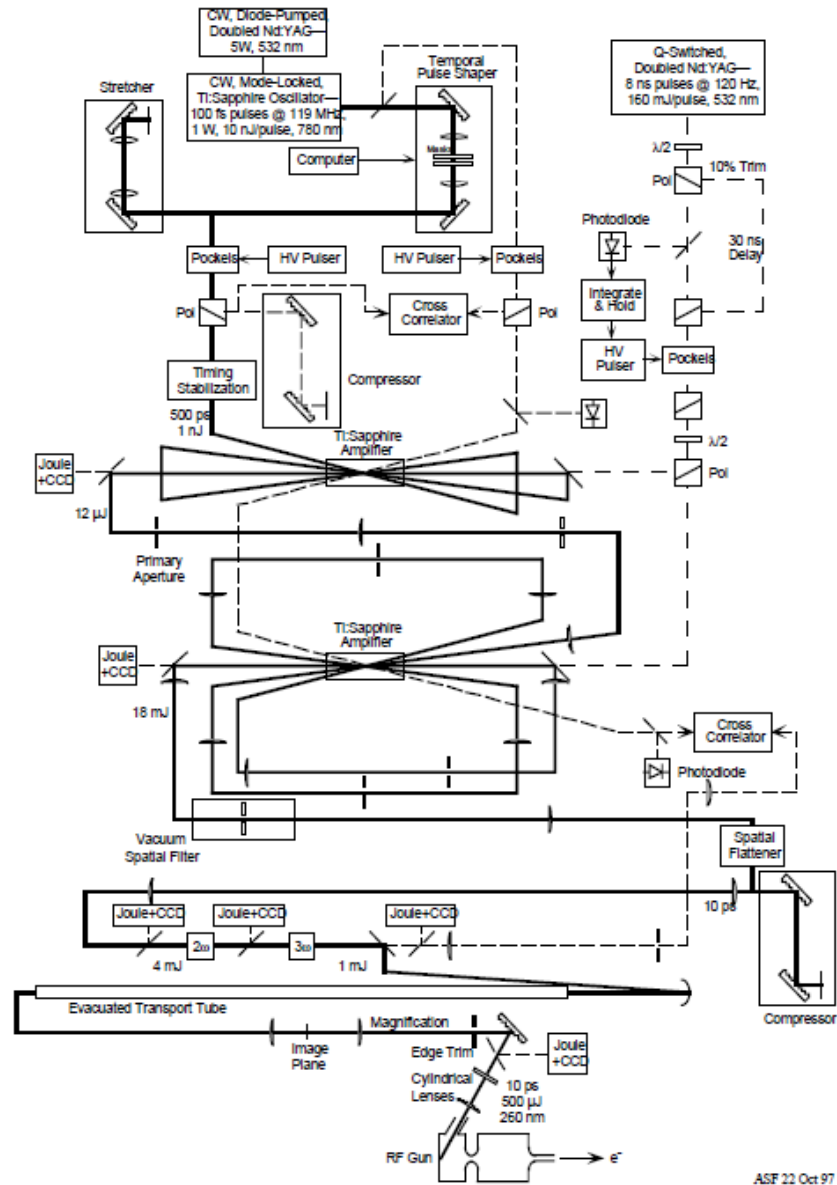 CW, Diode-Pumped,
Doubled Nd:YAG—
5W, 532 nm
CW, Mode-Locked,
TI:Sapphire Oscillator—
100 fs pulses @ 119 MHz,
1 W, 10 nJ/pulse, 780 nm
Stretcher
Temporal
Pulse Shaper
Masks
Computer
Q-Switched,
Doubled Nd:YAG—
8 ns pulses @ 120 Hz,
160 mJ/pulse, 532 nm
λ/2
10% Trim
Pol
Photodiode
30 ns
Delay
Integrate
& Hold
HV
Pulser
Pockels
Pockels
HV Pulser
HV Pulser
Pockels
Pol
Cross
Correlator
Pol
Compressor
Timing
Stabilization
500 ps
1 nJ
TI:Sapphire
Amplifier
λ/2
Pol
Joule
+CCD
12 μJ
Primary
Aperture
TI:Sapphire
Amplifier
Joule
+CCD
18 mJ
Cross
Correlator
Photodiode
Vacuum
Spatial Filter
Spatial
Flattener
10 ps
Joule+CCD
Joule+CCD
Joule+CCD
2ω
3ω
4 mJ
1 mJ
Compressor
Evacuated Transport Tube
Image
Plane
Magnification
Edge Trim
Joule
+CCD
Cylindrical
Lenses
10 ps
500 μJ
260 nm
RF Gun
e-
ASF 22 Oct 97